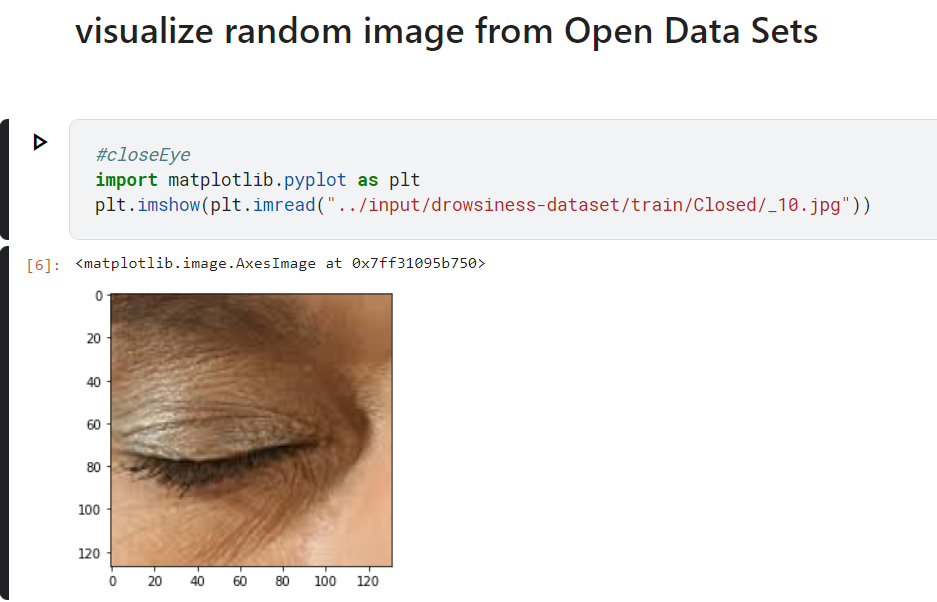 visualize random image from Open Data Sets
#closeEye
import matplotlib.pyplot as plt
plt.imshow(plt.imread("../input/drowsiness-dataset/train/Closed/_10.jpg"))
[6]: <matplotlib.image.AxesImage at 0x7ff31095b750>
0
20
40
60
80
100
120
0 20 40 60 80 100 120